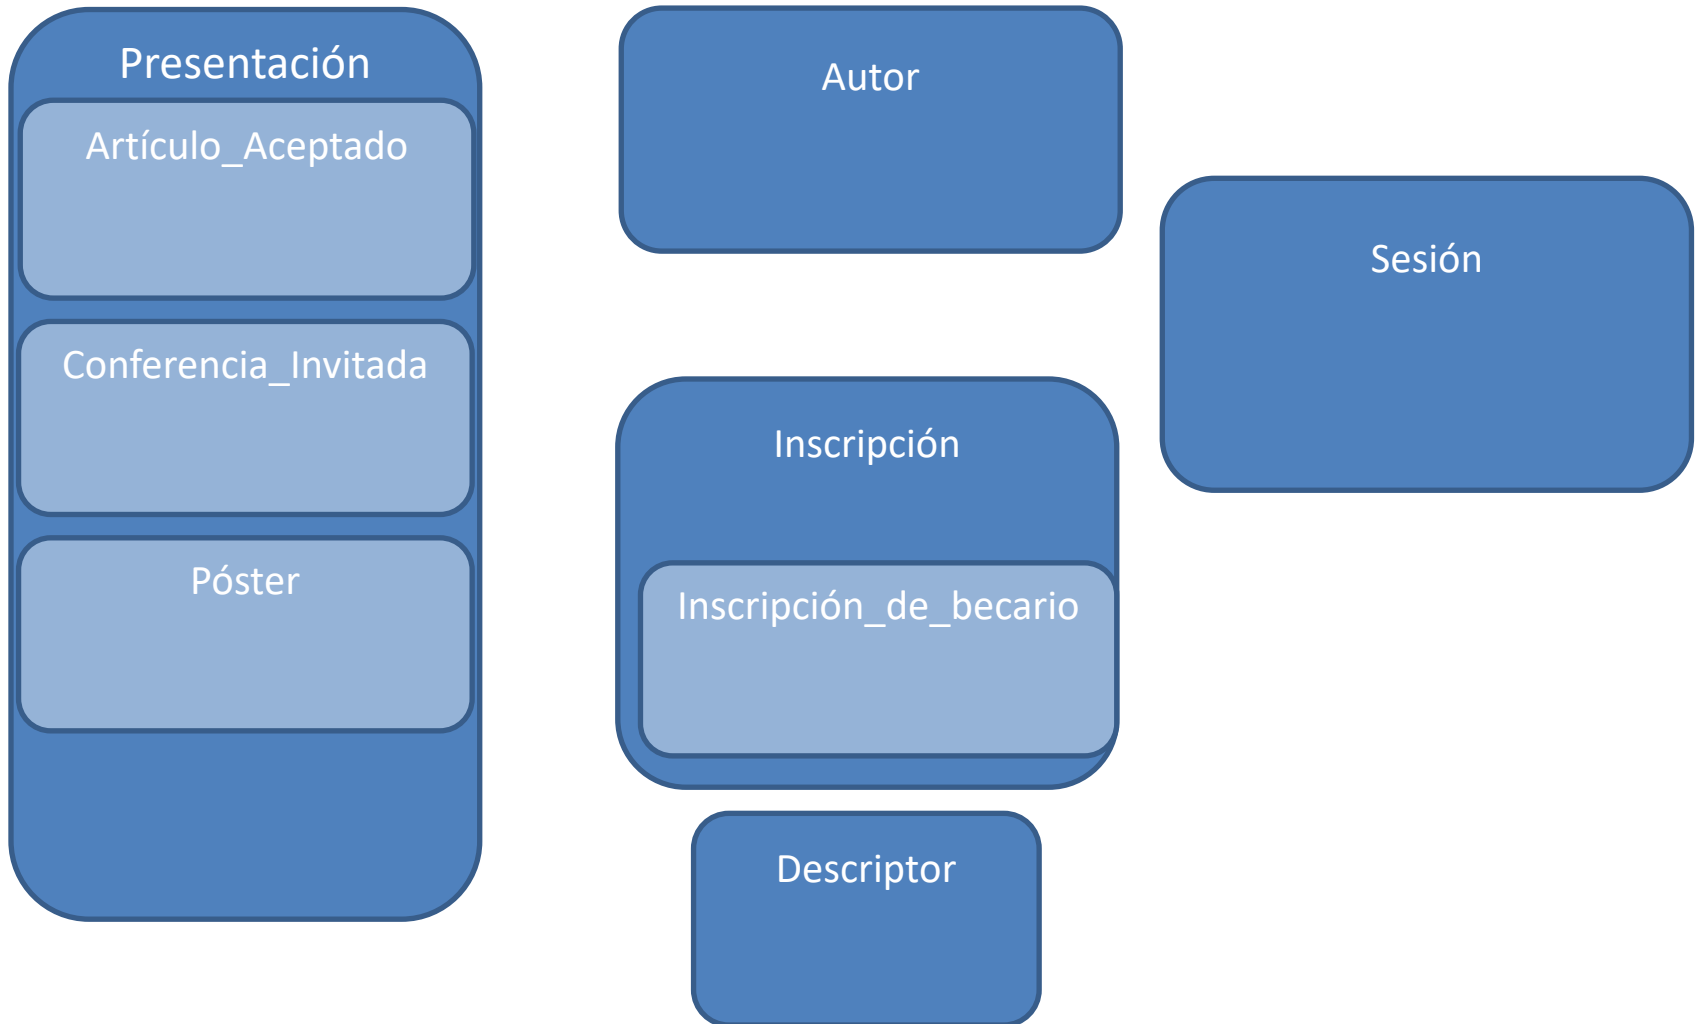 Presentación
Artículo_Aceptado
Conferencia_Invitada
Póster
Autor
Sesión
Inscripción
Inscripción_de_becario
Descriptor